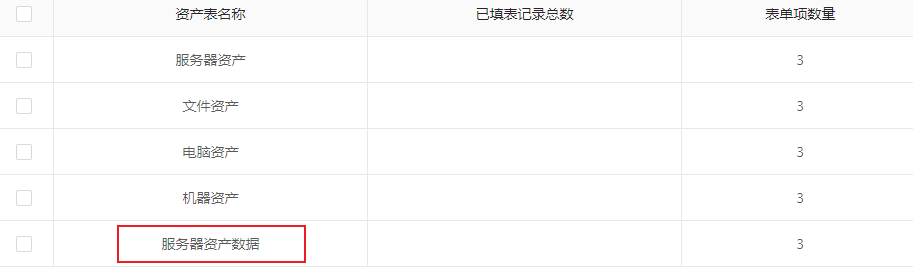 资产表名称 已填表记录总数 表单项数量
服务器资产 3
文件资产 3
电脑资产 3
机器资产 3
服务器资产数据 3